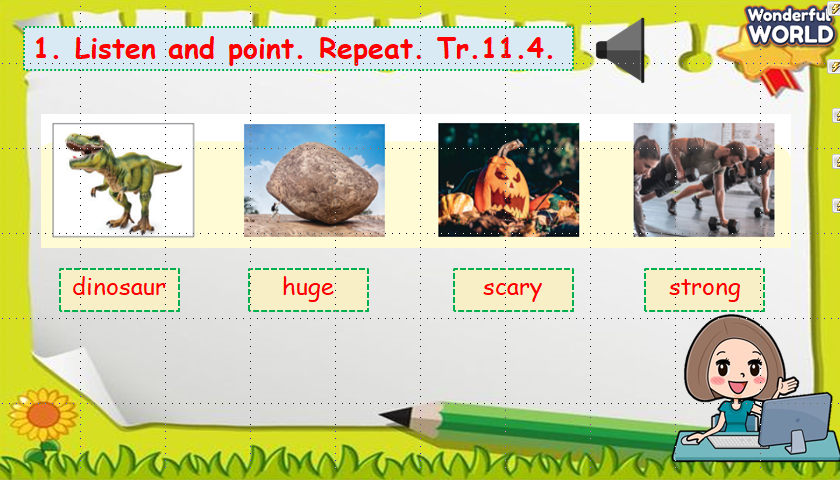 Wonderful
WORLD
1. Listen and point. Repeat. Tr.11.4.
dinosaur
huge
scary
strong